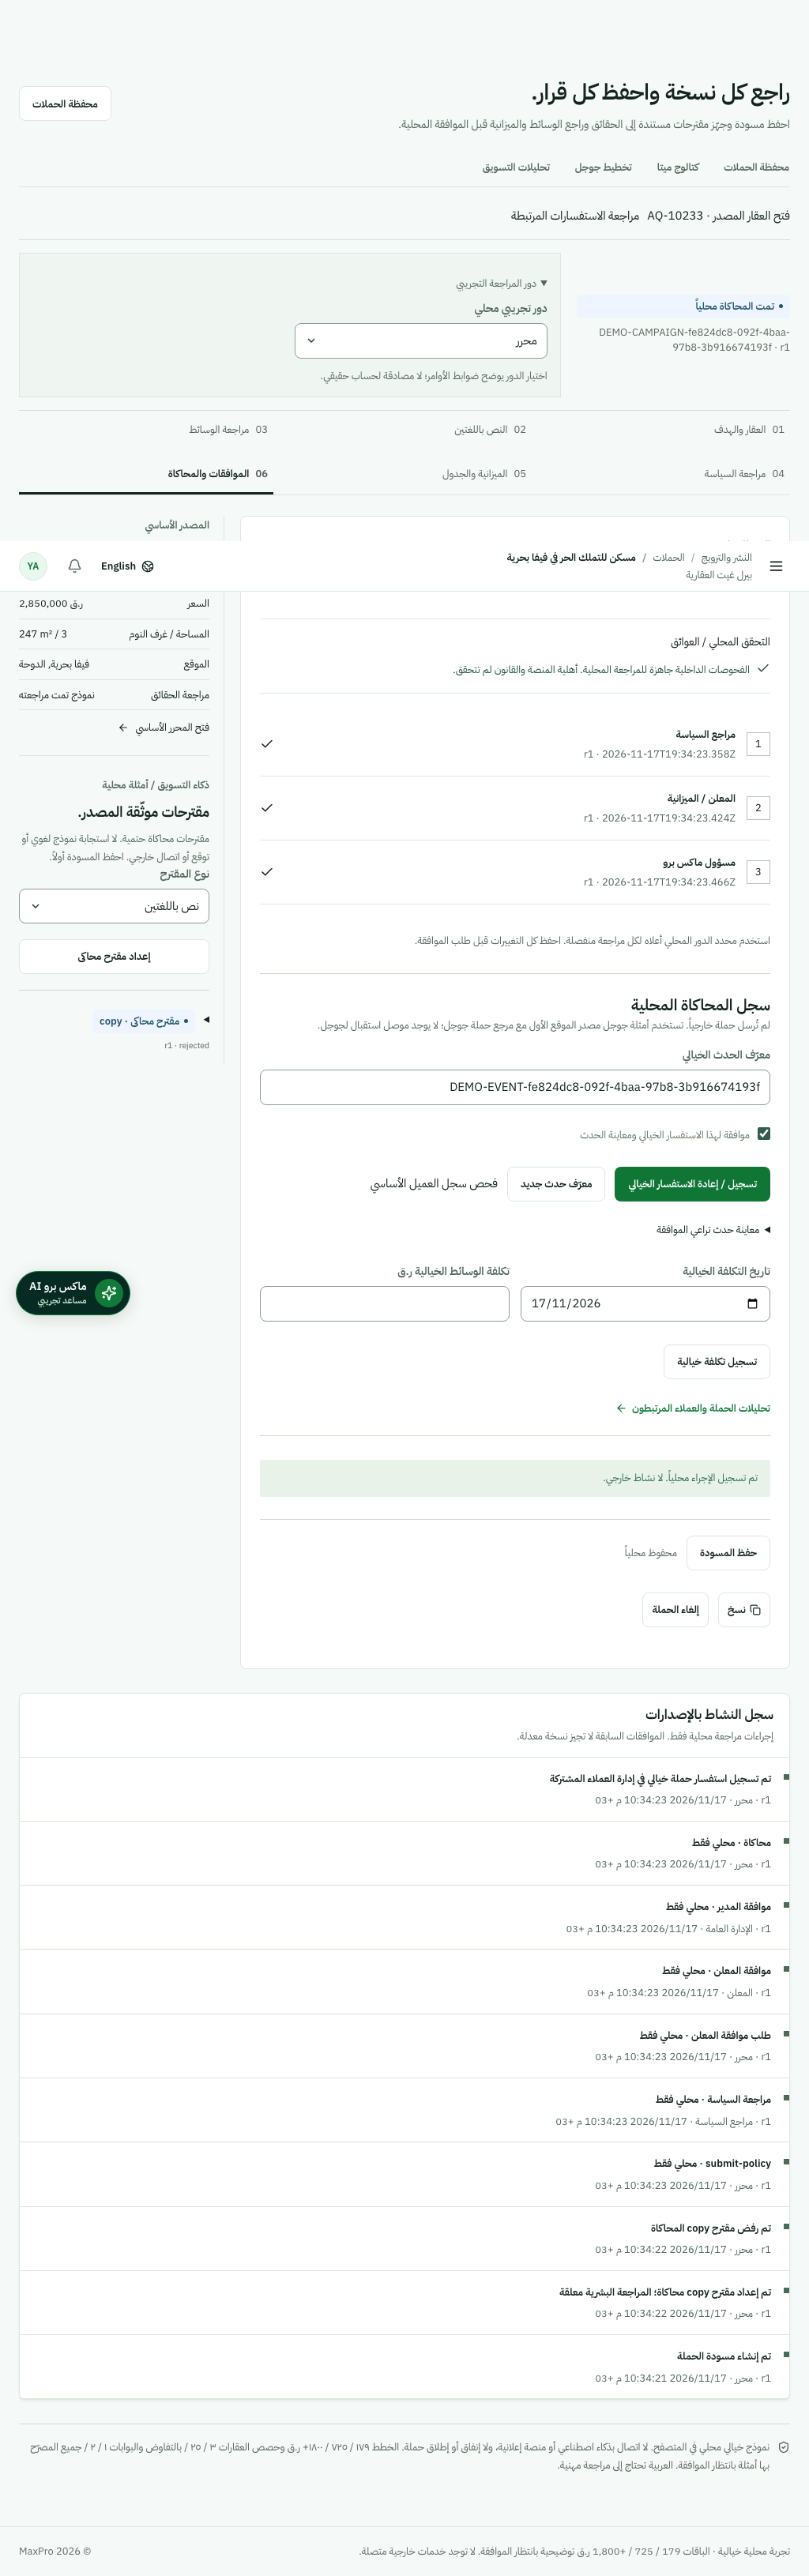 راجع كل نسخة واحفظ كل قرار.
احفظ مسودة وجهّز مقترحات مستندة إلى الحقائق وراجع الوسائط والميزانية قبل الموافقة المحلية.
محفظة الحملات
محفظة الحملات
كتالوج ميتا
تخطيط جوجل
تحليلات التسويق
فتح العقار المصدر · AQ-10233
مراجعة الاستفسارات المرتبطة
تمت المحاكاة محلياً
DEMO-CAMPAIGN-fe824dc8-092f-4baa-
97b8-3b916674193f · r1
دور المراجعة التجريبي
دور تجريبي محلي
محرر
اختيار الدور يوضح ضوابط الأوامر؛ لا مصادقة لحساب حقيقي.
01 العقار والهدف
02 النص باللغتين
03 مراجعة الوسائط
04 مراجعة السياسة
05 الميزانية والجدول
06 الموافقات والمحاكاة
المصدر الأساسي
النشر والترويج / الحملات / مسكن للتملك الحر في فيفا بحرية
بيرل غيت العقارية
English
YA
السعر
2,850,000 ر.ق
المساحة / غرف النوم
247 m² / 3
الموقع
فيفا بحرية, الدوحة
مراجعة الحقائق
نموذج تمت مراجعته
فتح المحرر الأساسي
ذكاء التسويق / أمثلة محلية
مقترحات موثّقة المصدر.
مقترحات محاكاة حتمية. لا استجابة نموذج لغوي أو
توقع أو اتصال خارجي. احفظ المسودة أولاً.
نوع المقترح
نص باللغتين
إعداد مقترح محاكى
مقترح محاكى · copy
r1 · rejected
التحقق المحلي / العوائق
الفحوصات الداخلية جاهزة للمراجعة المحلية. أهلية المنصة والقانون لم تتحقق.
1
مراجع السياسة
r1 · 2026-11-17T19:34:23.358Z
2
المعلن / الميزانية
r1 · 2026-11-17T19:34:23.424Z
3
مسؤول ماكس برو
r1 · 2026-11-17T19:34:23.466Z
استخدم محدد الدور المحلي أعلاه لكل مراجعة منفصلة. احفظ كل التغييرات قبل طلب الموافقة.
سجل المحاكاة المحلية
لم تُرسل حملة خارجياً. تستخدم أمثلة جوجل مصدر الموقع الأول مع مرجع حملة جوجل؛ لا يوجد موصل استقبال لجوجل.
معرّف الحدث الخيالي
DEMO-EVENT-fe824dc8-092f-4baa-97b8-3b916674193f
موافقة لهذا الاستفسار الخيالي ومعاينة الحدث
تسجيل / إعادة الاستفسار الخيالي
معرّف حدث جديد
فحص سجل العميل الأساسي
معاينة حدث تراعي الموافقة
تاريخ التكلفة الخيالية
تكلفة الوسائط الخيالية ر.ق
17/11/2026
تسجيل تكلفة خيالية
تحليلات الحملة والعملاء المرتبطون
ماكس برو AI
مساعد تجريبي
تم تسجيل الإجراء محلياً. لا نشاط خارجي.
حفظ المسودة
محفوظ محلياً
نسخ
إلغاء الحملة
سجل النشاط بالإصدارات
إجراءات مراجعة محلية فقط. الموافقات السابقة لا تجيز نسخة معدلة.
تم تسجيل استفسار حملة خيالي في إدارة العملاء المشتركة
r1 · محرر · 2026/11/17 10:34:23 م +03
محاكاة · محلي فقط
r1 · محرر · 2026/11/17 10:34:23 م +03
موافقة المدير · محلي فقط
r1 · الإدارة العامة · 2026/11/17 10:34:23 م +03
موافقة المعلن · محلي فقط
r1 · المعلن · 2026/11/17 10:34:23 م +03
طلب موافقة المعلن · محلي فقط
r1 · محرر · 2026/11/17 10:34:23 م +03
مراجعة السياسة · محلي فقط
r1 · مراجع السياسة · 2026/11/17 10:34:23 م +03
submit-policy · محلي فقط
r1 · محرر · 2026/11/17 10:34:23 م +03
تم رفض مقترح copy المحاكاة
r1 · محرر · 2026/11/17 10:34:22 م +03
تم إعداد مقترح copy محاكاة؛ المراجعة البشرية معلقة
r1 · محرر · 2026/11/17 10:34:22 م +03
تم إنشاء مسودة الحملة
r1 · محرر · 2026/11/17 10:34:21 م +03
نموذج خيالي محلي في المتصفح. لا اتصال بذكاء اصطناعي أو منصة إعلانية، ولا إنفاق أو إطلاق حملة. الخطط ١٧٩ / ٧٢٥ / ١٨٠٠+ ر.ق وحصص العقارات ٣ / ٢٥ / بالتفاوض والبوابات ١ / ٢ / جميع المصرّح
بها أمثلة بانتظار الموافقة. العربية تحتاج إلى مراجعة مهنية.
تجربة محلية خيالية · الباقات 179 / 725 / +1,800 ر.ق توضيحية بانتظار الموافقة. لا توجد خدمات خارجية متصلة.
© 2026 MaxPro